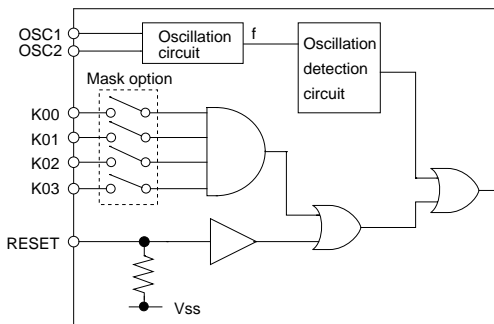 OSC1
OSC2
Oscillation
circuit
f
Oscillation
detection
circuit
Mask option
K00
K01
K02
K03
RESET
Vss